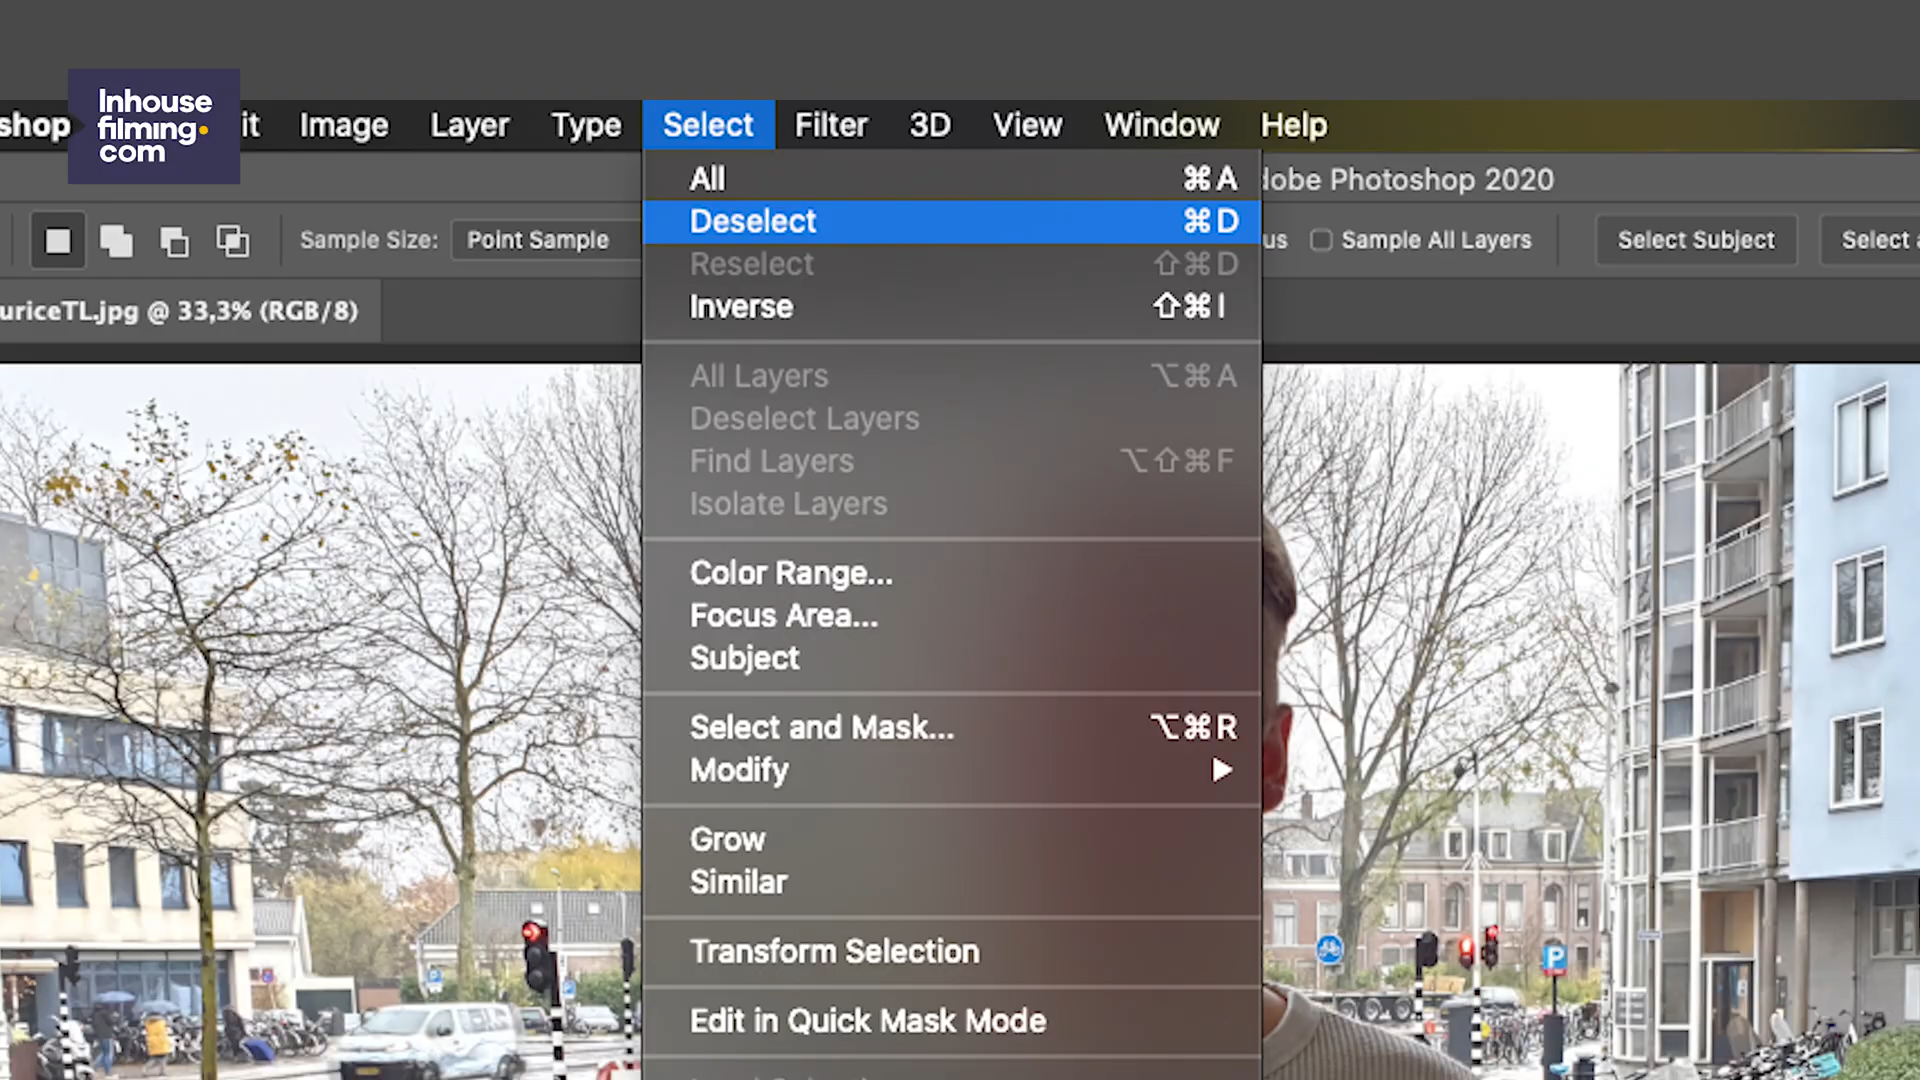 Inhouse
filming.
com
shop
it Image Layer Type Select Filter 3D View Window Help
dobe Photoshop 2020
Sample Size: Point Sample
us Sample All Layers Select Subject Select
uriceTL.jpg @ 33,3% (RGB/8)
All ⌘A
Deselect ⌘D
Reselect ⇧⌘D
Inverse ⇧⌘I
All Layers ⌥⌘A
Deselect Layers
Find Layers ⌥⇧⌘F
Isolate Layers
Color Range...
Focus Area...
Subject
Select and Mask... ⌥⌘R
Modify ▶
Grow
Similar
Transform Selection
Edit in Quick Mask Mode
P